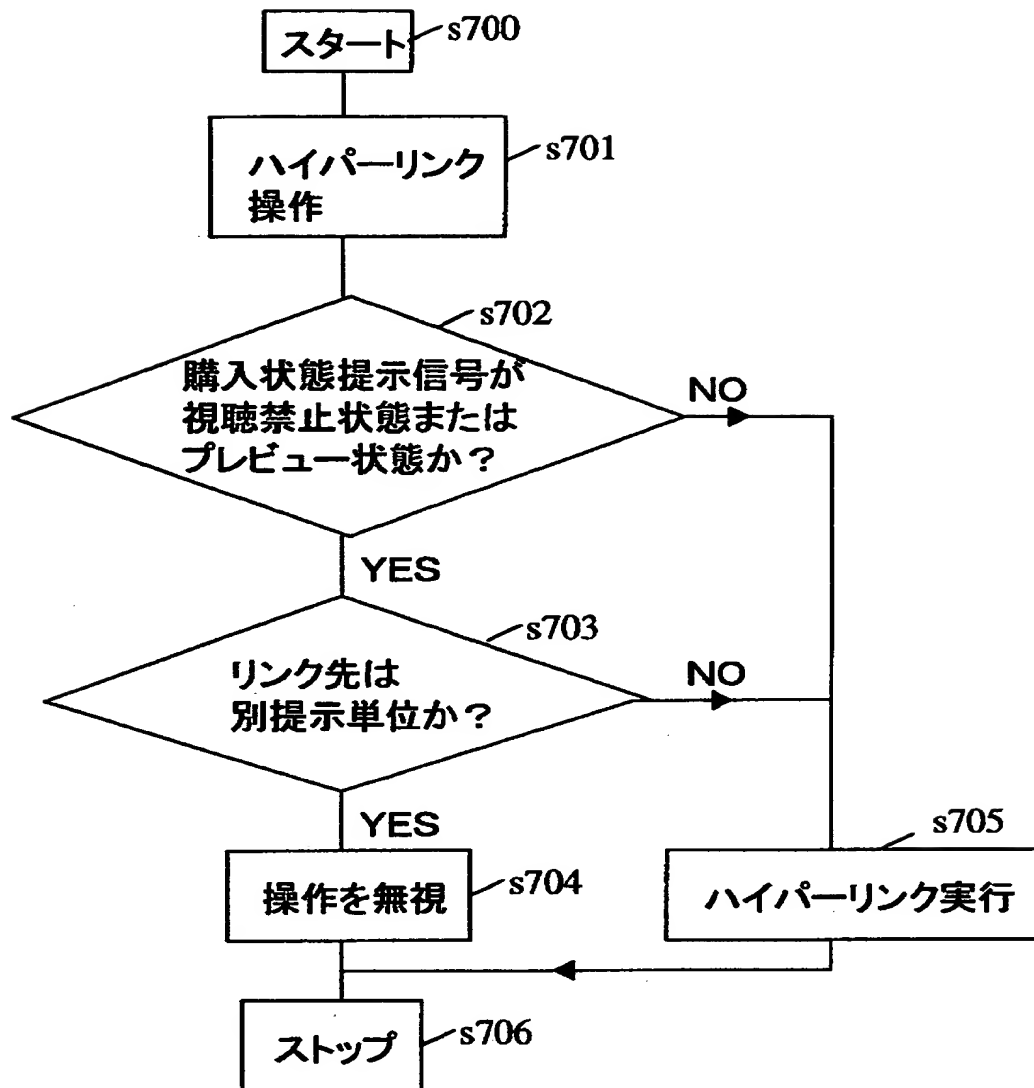 スタート
s700
ハイパーリンク
操作
s701
s702
購入状態提示信号が
視聴禁止状態または
プレビュー状態か？
NO
YES
s703
リンク先は
別提示単位か？
NO
YES
操作を無視
s704
s705
ハイパーリンク実行
ストップ
s706